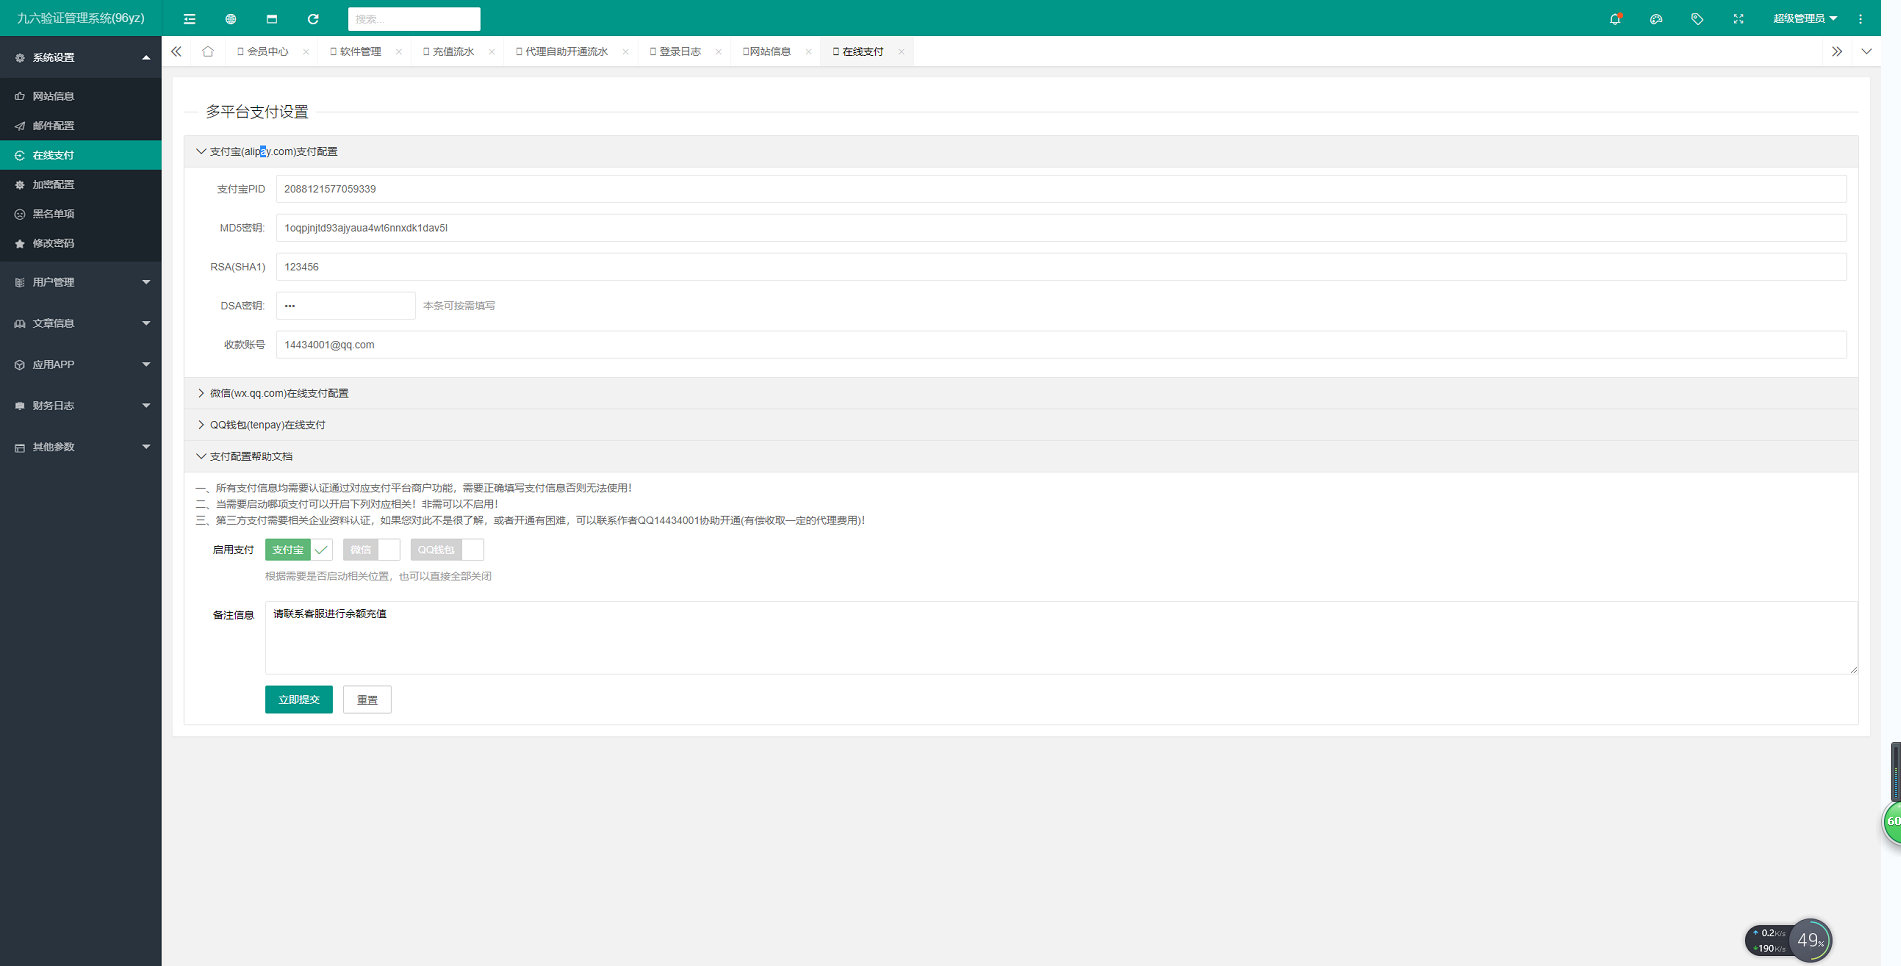 九六验证管理系统(96yz)
搜索...
超级管理员
系统设置
网站信息
邮件配置
在线支付
加密配置
黑名单项
修改密码
用户管理
文章信息
应用APP
财务日志
其他参数
会员中心
软件管理
充值流水
代理自助开通流水
登录日志
网站信息
在线支付
多平台支付设置
支付宝(alipay.com)支付配置
支付宝PID
2088121577059339
MD5密钥:
1oqpjnjtd93ajyaua4wt6nnxdk1dav5l
RSA(SHA1)
123456
DSA密钥:
•••
本条可按需填写
收款账号
14434001@qq.com
微信(wx.qq.com)在线支付配置
QQ钱包(tenpay)在线支付
支付配置帮助文档
一、所有支付信息均需要认证通过对应支付平台商户功能，需要正确填写支付信息否则无法使用！
二、当需要启动哪项支付可以开启下列对应相关！非需可以不启用！
三、第三方支付需要相关企业资料认证，如果您对此不是很了解，或者开通有困难，可以联系作者QQ14434001协助开通(有偿收取一定的代理费用)！
启用支付
支付宝
微信
QQ钱包
根据需要是否启动相关位置，也可以直接全部关闭
备注信息
请联系客服进行余额充值
立即提交
重置
60
0.2K/s
190K/s
49%